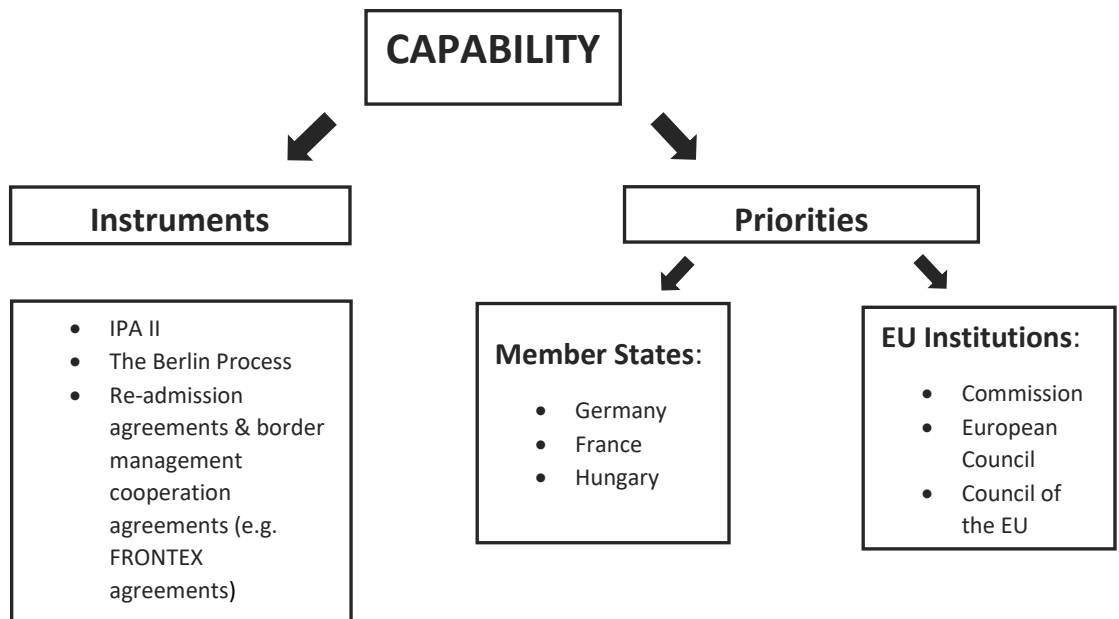 CAPABILITY
Instruments
Priorities
• IPA II
• The Berlin Process
• Re-admission
agreements & border
management
cooperation
agreements (e.g.
FRONTEX
agreements)
Member States:
• Germany
• France
• Hungary
EU Institutions:
• Commission
• European
Council
• Council of
the EU